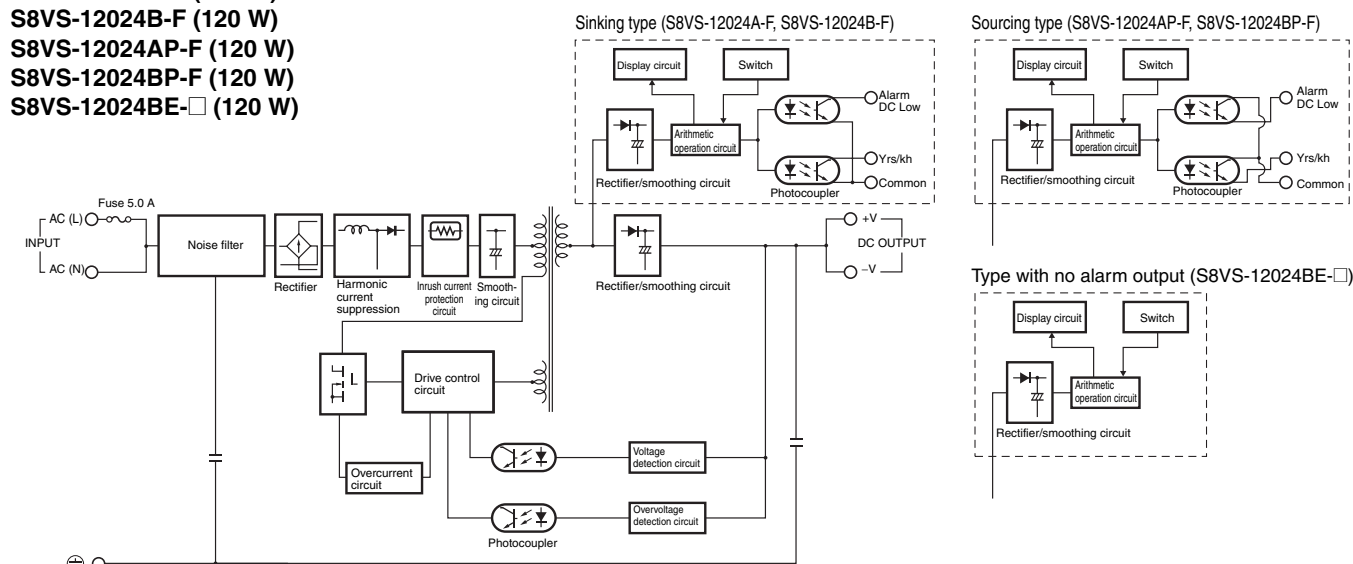 S8VS-12024B-F (120 W)
S8VS-12024AP-F (120 W)
S8VS-12024BP-F (120 W)
S8VS-12024BE-□ (120 W)
Sinking type (S8VS-12024A-F, S8VS-12024B-F)
Display circuit
Switch
Arithmetic
operation circuit
Rectifier/smoothing circuit
Photocoupler
Alarm
DC Low
Yrs/kh
Common
Sourcing type (S8VS-12024AP-F, S8VS-12024BP-F)
Display circuit
Switch
Arithmetic
operation circuit
Rectifier/smoothing circuit
Photocoupler
Alarm
DC Low
Yrs/kh
Common
Fuse 5.0 A
AC (L)
INPUT
AC (N)
Noise filter
Rectifier
Harmonic
current
suppression
Inrush current
protection
circuit
Smooth-
ing circuit
Rectifier/smoothing circuit
+V
DC OUTPUT
–V
Drive control
circuit
Overcurrent
circuit
Voltage
detection circuit
Overvoltage
detection circuit
Photocoupler
Type with no alarm output (S8VS-12024BE-□)
Display circuit
Switch
Arithmetic
operation circuit
Rectifier/smoothing circuit